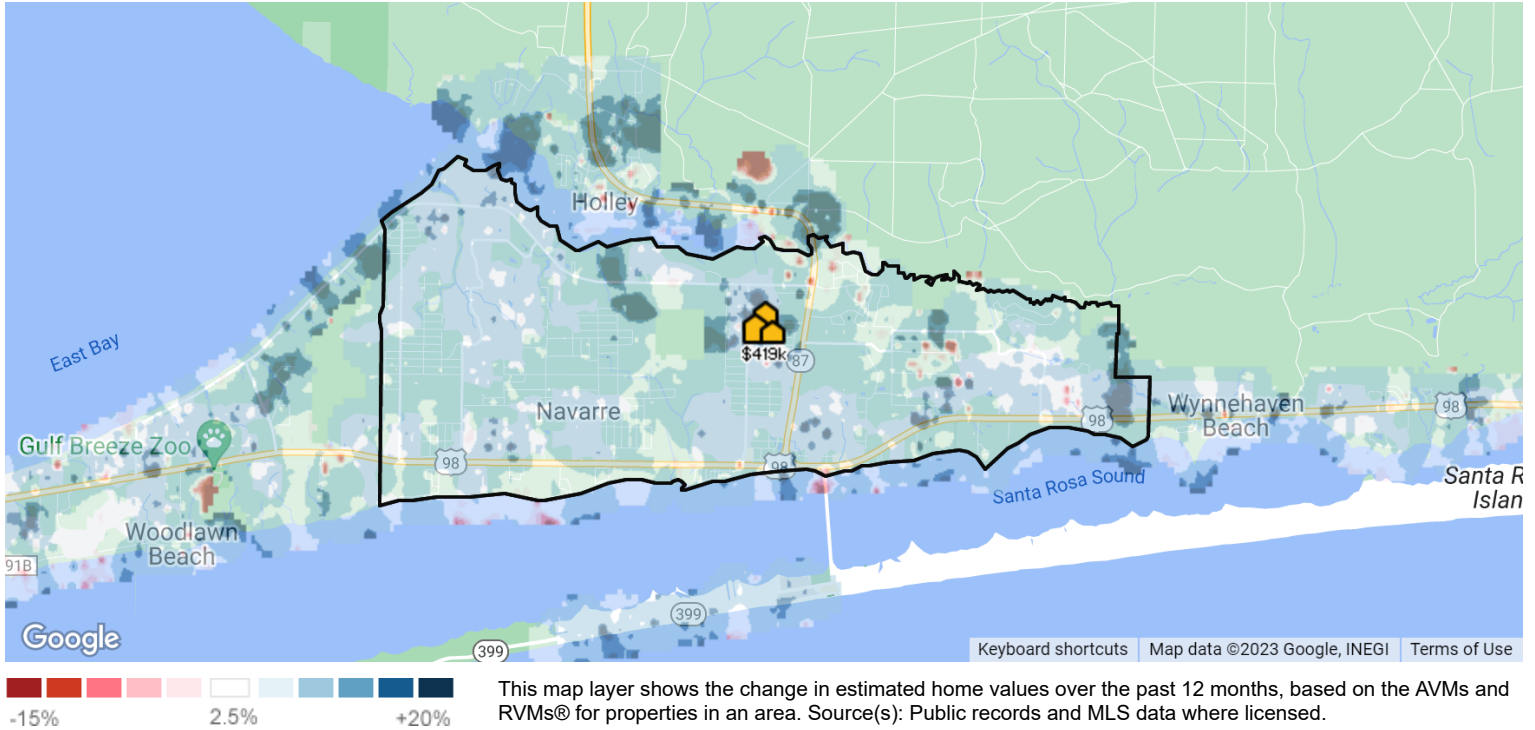 Holley
East Bay
$419k
87
Navarre
Wynnehaven
Beach
98
98
Gulf Breeze Zoo
98
98
Santa Rosa Sound
Santa R
Islan
Woodlawn
Beach
91B
399
399
Google
Keyboard shortcuts
Map data ©2023 Google, INEGI
Terms of Use
-15%
2.5%
+20%
This map layer shows the change in estimated home values over the past 12 months, based on the AVMs and
RVMs® for properties in an area. Source(s): Public records and MLS data where licensed.